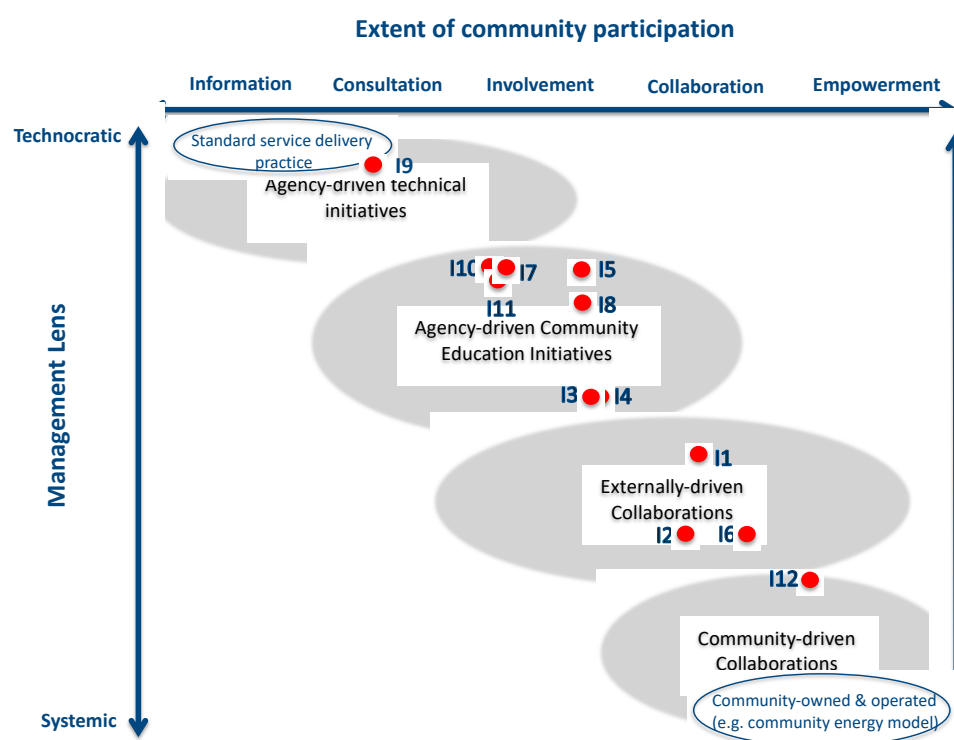 Extent of community participation
Information Consultation Involvement Collaboration Empowerment
Technocratic
Standard service delivery
practice
I9
Agency-driven technical
initiatives
I10 I7 I5
I11 I8
Agency-driven Community
Education Initiatives
I3 I4
Management Lens
I1
Externally-driven
Collaborations
I2 I6
I12
Community-driven
Collaborations
Community-owned & operated
(e.g. community energy model)
Systemic